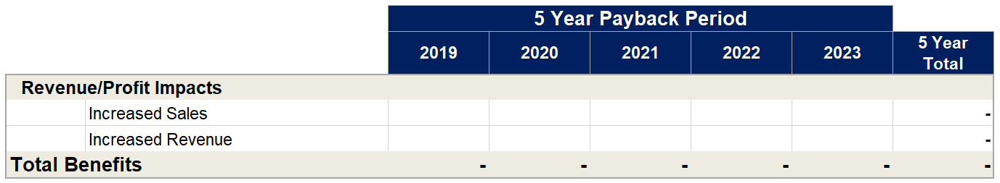 5 Year Payback Period
2019 2020 2021 2022 2023 5 Year
Total
Revenue/Profit Impacts
Increased Sales -
Increased Revenue -
Total Benefits - - - - - -